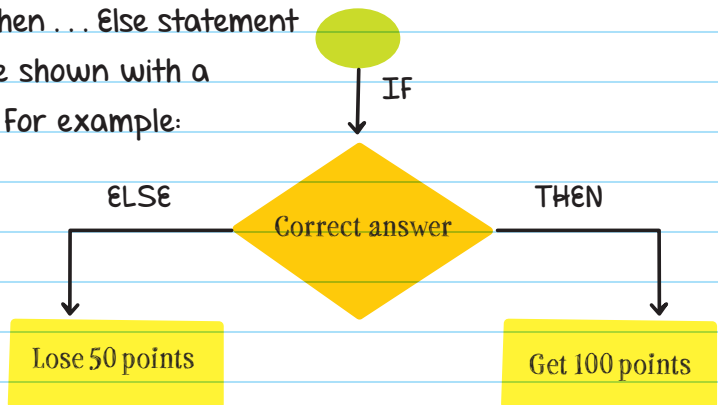 hen . . . Else statement
e shown with a
For example:
IF
ELSE
THEN
Correct answer
Lose 50 points
Get 100 points